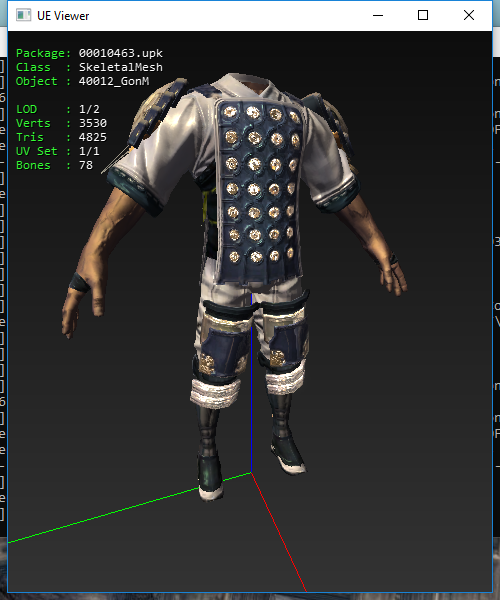 UE Viewer
Package: 00010463.upk
Class : SkeletalMesh
Object : 40012_GonM
LOD : 1/2
Verts : 3530
Tris : 4825
UV Set : 1/1
Bones : 78